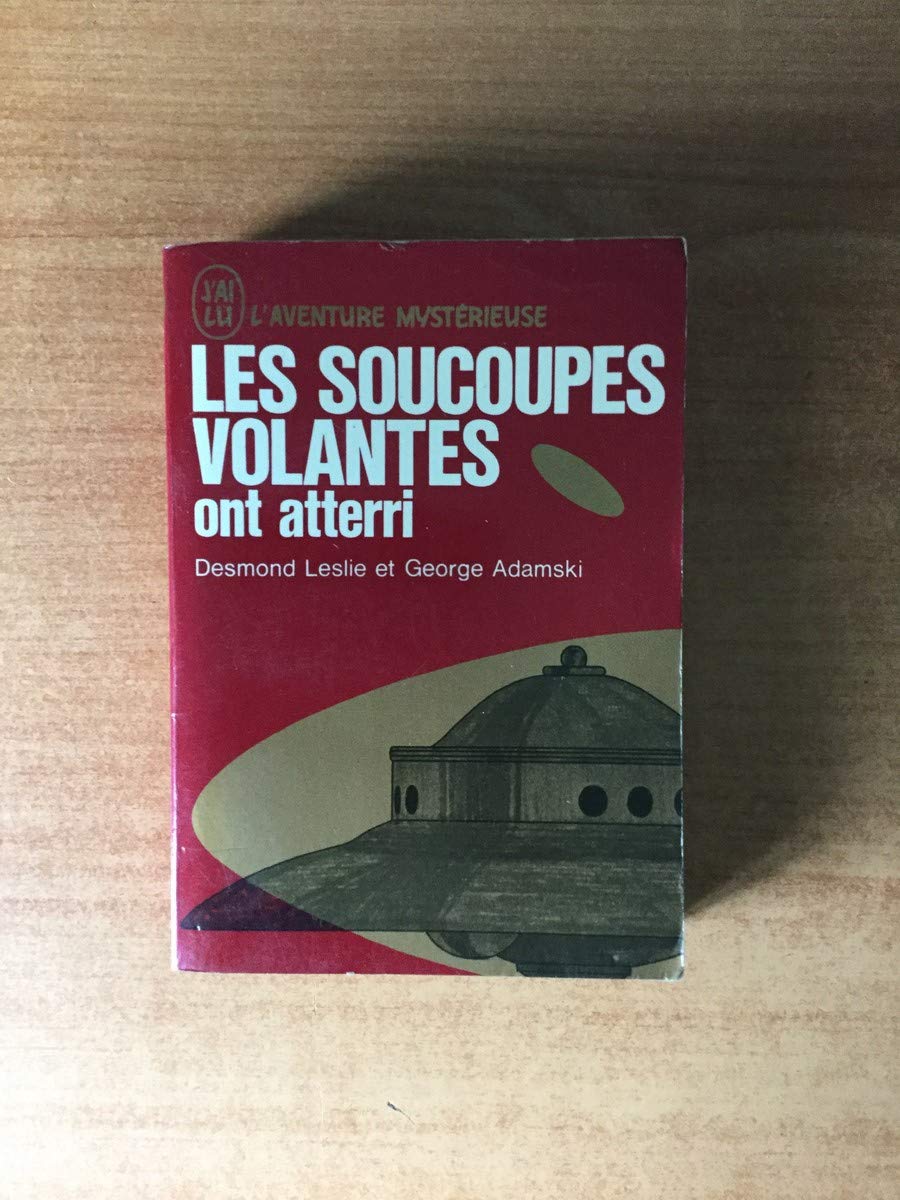 J'AI
LU
L'AVENTURE MYSTÉRIEUSE
LES SOUCOUPES
VOLANTES
ont atterri
Desmond Leslie et George Adamski